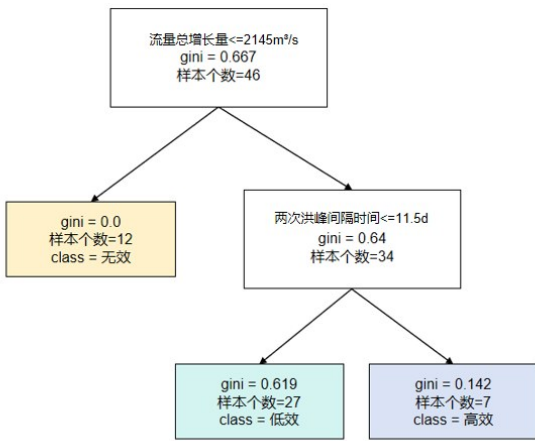 流量总增长量<=2145m³/s
gini = 0.667
样本个数=46
gini = 0.0
样本个数=12
class = 无效
两次洪峰间隔时间<=11.5d
gini = 0.64
样本个数=34
gini = 0.619
样本个数=27
class = 低效
gini = 0.142
样本个数=7
class = 高效